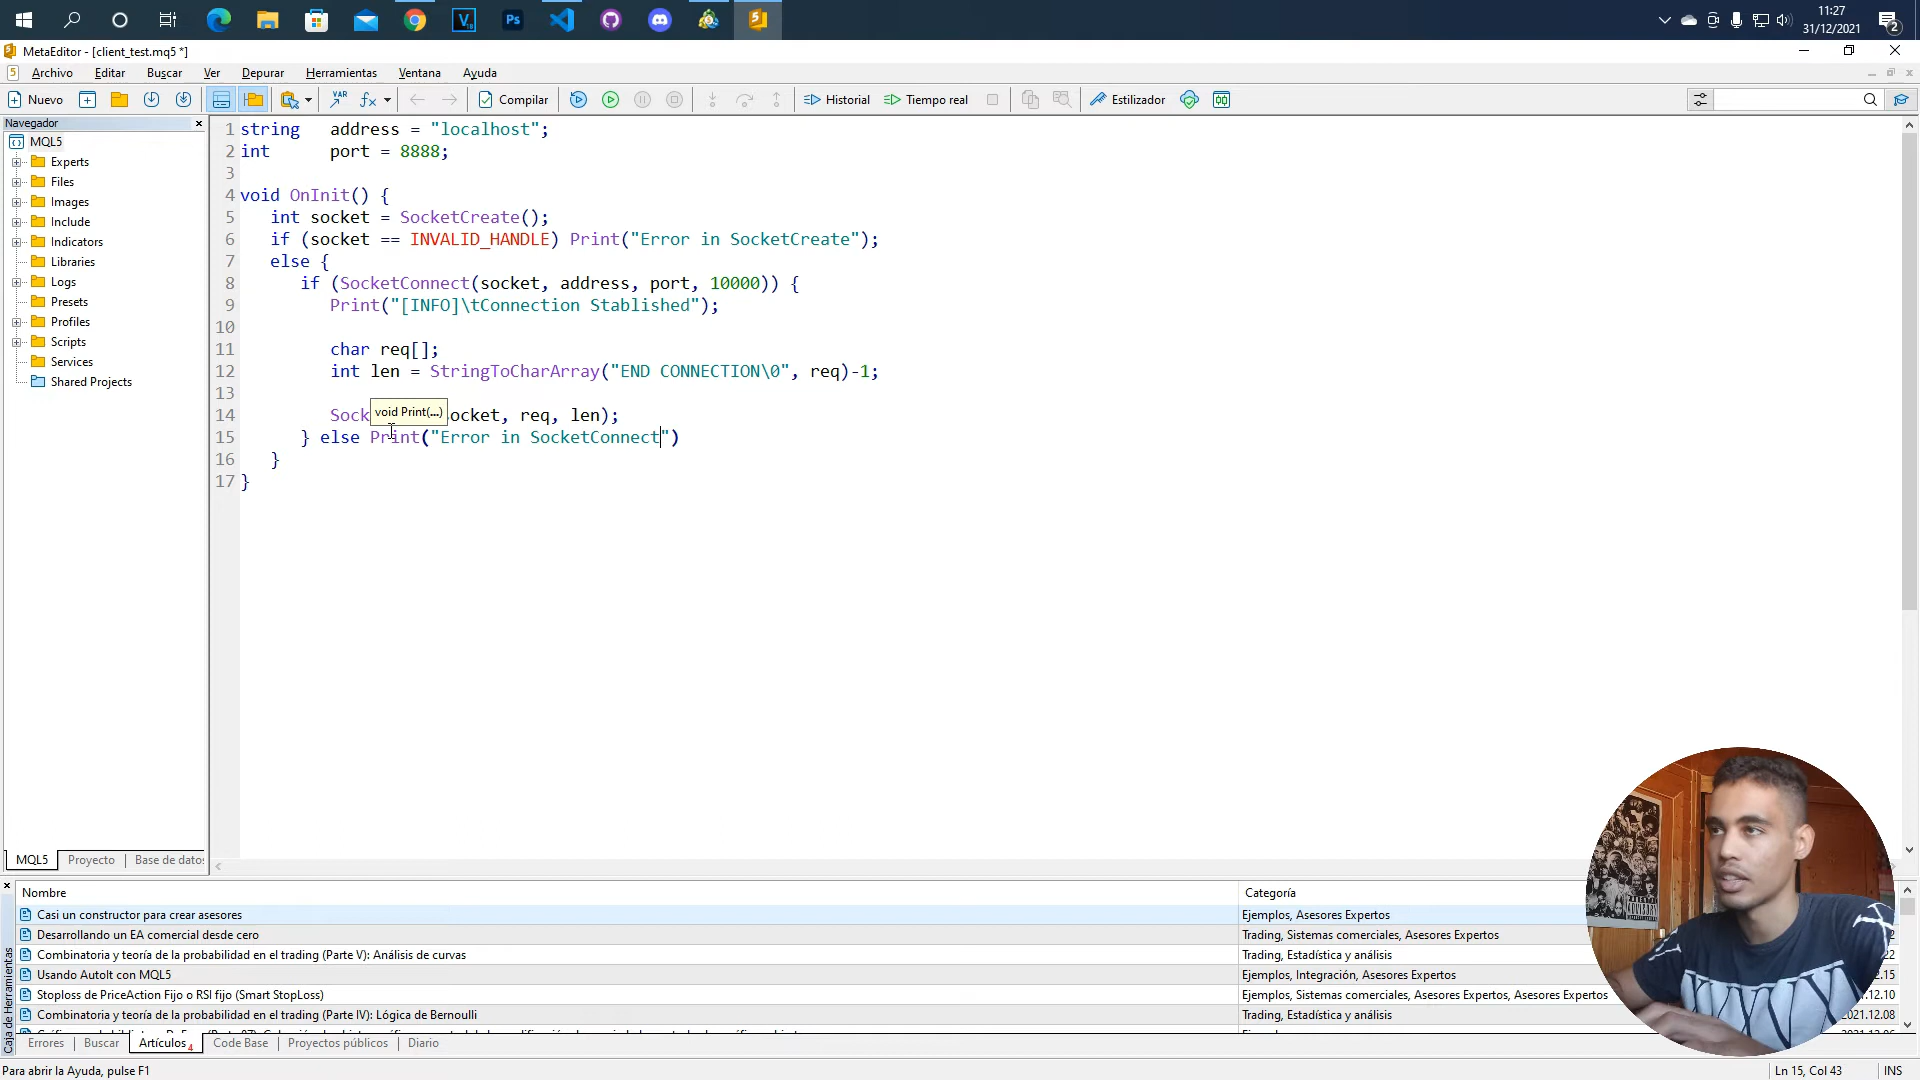 11:27
31/12/2021
2
MetaEditor - [client_test.mq5 *]
Archivo Editar Buscar Ver Depurar Herramientas Ventana Ayuda
Nuevo Compilar Historial Tiempo real Estilizador
Navegador
MQL5
Experts
Files
Images
Include
Indicators
Libraries
Logs
Presets
Profiles
Scripts
Services
Shared Projects
MQL5 Proyecto Base de datos
1 string address = "localhost";
2 int port = 8888;
3
4 void OnInit() {
5 int socket = SocketCreate();
6 if (socket == INVALID_HANDLE) Print("Error in SocketCreate");
7 else {
8 if (SocketConnect(socket, address, port, 10000)) {
9 Print("[INFO]\tConnection Stablished");
10
11 char req[];
12 int len = StringToCharArray("END CONNECTION\0", req)-1;
13
void Print(...)
14 Sock ocket, req, len);
15 } else Print("Error in SocketConnect")
16 }
17 }
Nombre Categoría
Casi un constructor para crear asesores Ejemplos, Asesores Expertos
Desarrollando un EA comercial desde cero Trading, Sistemas comerciales, Asesores Expertos
Combinatoria y teoría de la probabilidad en el trading (Parte V): Análisis de curvas Trading, Estadística y análisis
Usando AutoIt con MQL5 Ejemplos, Integración, Asesores Expertos
Stoploss de PriceAction Fijo o RSI fijo (Smart StopLoss) Ejemplos, Sistemas comerciales, Asesores Expertos, Asesores Expertos
Combinatoria y teoría de la probabilidad en el trading (Parte IV): Lógica de Bernoulli Trading, Estadística y análisis 2021.12.08
Caja de Herramientas
Errores Buscar Artículos 4 Code Base Proyectos públicos Diario
Para abrir la Ayuda, pulse F1 Ln 15, Col 43 INS